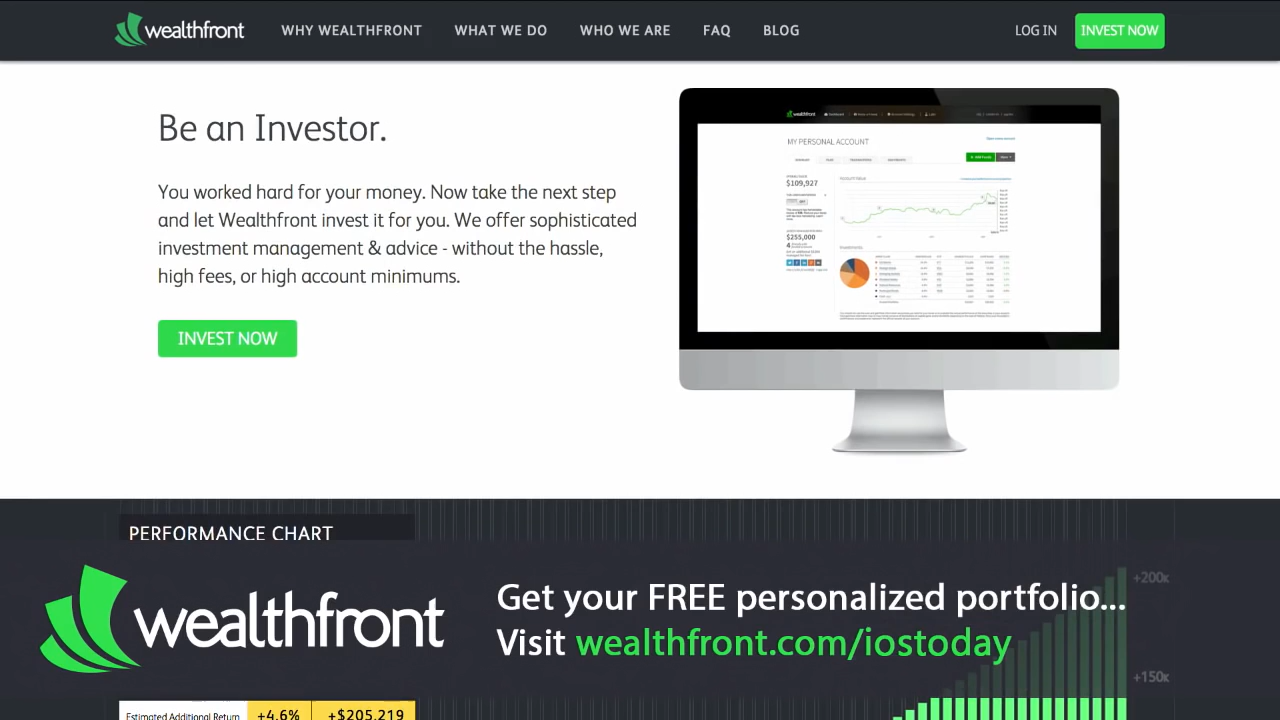 wealthfront WHY WEALTHFRONT WHAT WE DO WHO WE ARE FAQ BLOG LOG IN INVEST NOW
Be an Investor.
You worked hard for your money. Now take the next step
and let Wealthfront invest it for you. We offer sophisticated
investment management & advice - without the hassle,
high fees, or high account minimums.
INVEST NOW
wealthfront
MY PERSONAL ACCOUNT
$109,927
$255,000
PERFORMANCE CHART
wealthfront
Get your FREE personalized portfolio...
Visit wealthfront.com/iostoday
+200k
+150k
Estimated Additional Return +4.6% +$205,219